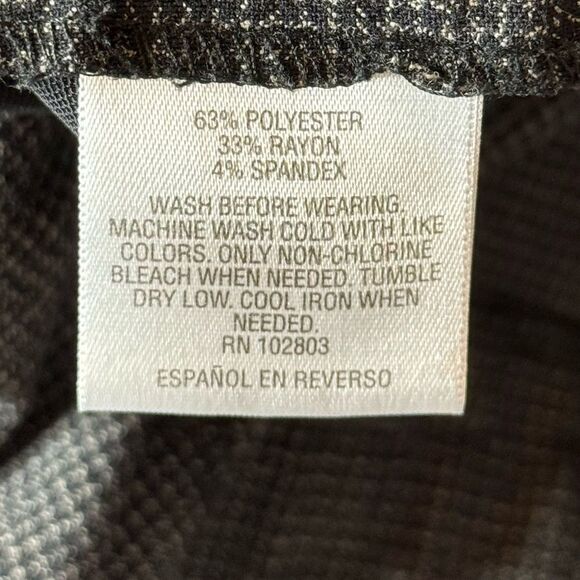 63% POLYESTER
33% RAYON
4% SPANDEX
WASH BEFORE WEARING.
MACHINE WASH COLD WITH LIKE
COLORS. ONLY NON-CHLORINE
BLEACH WHEN NEEDED. TUMBLE
DRY LOW. COOL IRON WHEN
NEEDED.
RN 102803
ESPAÑOL EN REVERSO